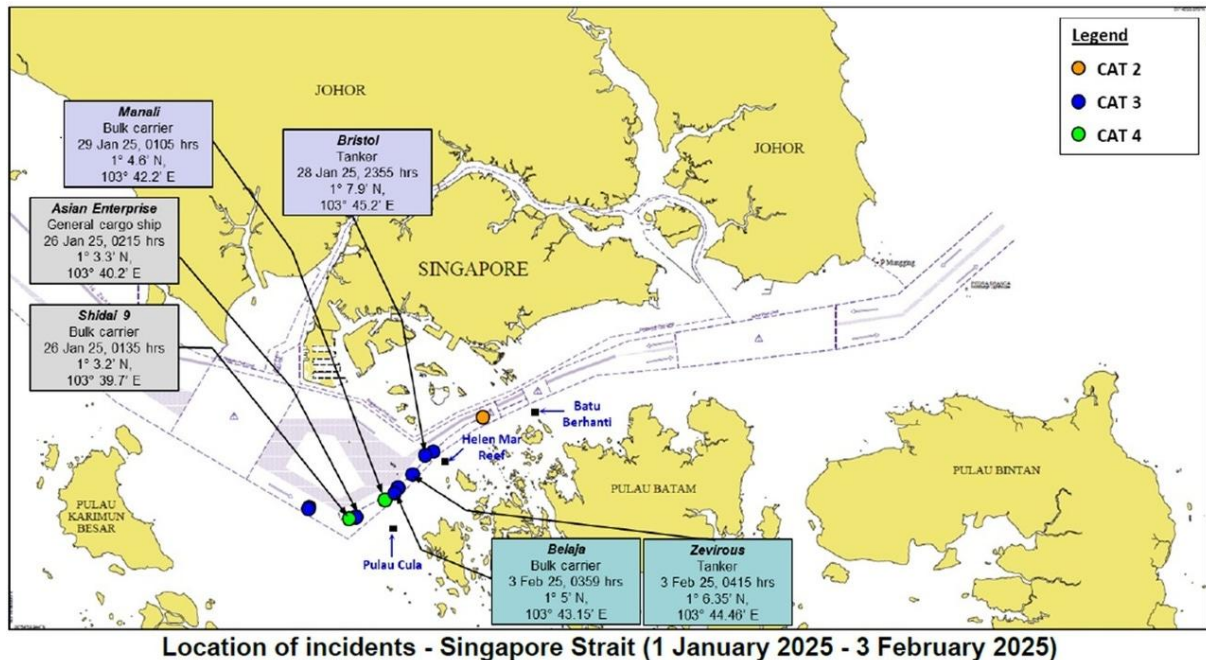 Legend
CAT 2
CAT 3
CAT 4
JOHOR
JOHOR
Manali
Bulk carrier
29 Jan 25, 0105 hrs
1° 4.6' N,
103° 42.2' E
Bristol
Tanker
28 Jan 25, 2355 hrs
1° 7.9' N,
103° 45.2' E
Asian Enterprise
General cargo ship
26 Jan 25, 0215 hrs
1° 3.3' N,
103° 40.2' E
Shidai 9
Bulk carrier
26 Jan 25, 0135 hrs
1° 3.2' N,
103° 39.7' E
SINGAPORE
Batu
Berhanti
Helen Mar
Reef
PULAU
KARIMUN
BESAR
PULAU BATAM
PULAU BINTAN
Pulau Cula
Belaja
Bulk carrier
3 Feb 25, 0359 hrs
1° 5' N,
103° 43.15' E
Zevirous
Tanker
3 Feb 25, 0415 hrs
1° 6.35' N,
103° 44.46' E
Location of incidents - Singapore Strait (1 January 2025 - 3 February 2025)